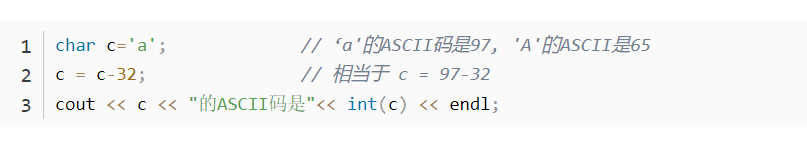 1 char c='a'; // ‘a'的ASCII码是97, 'A'的ASCII是65
2 c = c-32; // 相当于 c = 97-32
3 cout << c << "的ASCII码是"<< int(c) << endl;